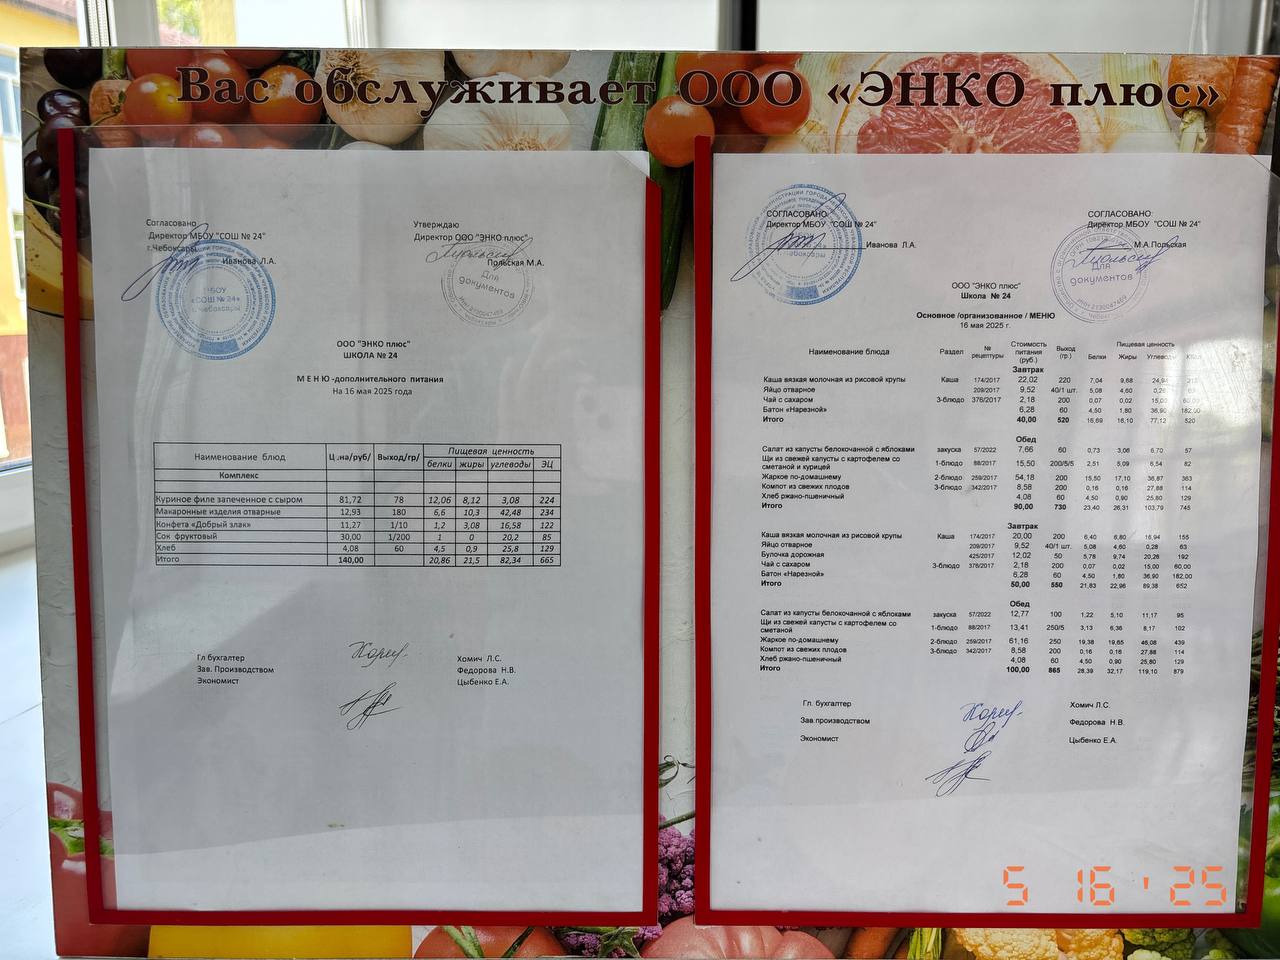 Вас обслуживает ООО «ЭНКО плюс»
Согласовано
Директор МБОУ "СОШ № 24"
г.Чебоксары
Иванова Л.А.
МБОУ
«СОШ № 24»
г. Чебоксары
Утверждаю
Директор ООО "ЭНКО плюс"
Польская М.А.
Для
документов
ООО "ЭНКО плюс"
ШКОЛА № 24
М Е Н Ю -дополнительного питания
На 16 мая 2025 года
Наименование блюд Выход/гр/ Пищевая ценность
белки жиры углеводы ЭЦ
Комплекс
Куриное филе запеченное с сыром 81,72 78 12,06 8,12 3,08 224
Макаронные изделия отварные 12,93 180 6,6 10,3 42,48 234
Конфета «Добрый злак» 11,27 1/10 1,2 3,08 16,58 122
Сок фруктовый 30,00 1/200 1 0 20,2 85
Хлеб 4,08 60 4,5 0,9 25,8 129
Итого 140,00 20,86 21,5 82,34 665
Гл бухгалтер Хомич Л.С.
Зав. Производством Федорова Н.В.
Экономист Цыбенко Е.А.
СОГЛАСОВАНО:
Директор МБОУ "СОШ № 24"
Иванова Л.А.
СОГЛАСОВАНО:
Директор МБОУ "СОШ № 24"
М.А.Польская
Для
документов
ООО "ЭНКО плюс"
Школа № 24
Основное /организованное / МЕНЮ
16 мая 2025 г.
Наименование блюда Раздел № рецептуры Стоимость питания (руб.) Выход (гр.) Пищевая ценность
Белки Жиры Углеводы
Завтрак
Каша вязкая молочная из рисовой крупы Каша 174/2017 22,02 220 7,04 9,68 24,94
Яйцо отварное 209/2017 9,52 40/1 шт. 5,08 4,60 0,28 63
Чай с сахаром 3-блюдо 376/2017 2,18 200 0,07 0,02 15,00 60,00
Батон «Нарезной» 6,28 60 4,50 1,80 36,90 182,00
Итого 40,00 520 16,69 16,10 77,12 520
Обед
Салат из капусты белокочанной с яблоками закуска 57/2022 7,66 60 0,73 3,06 6,70 57
Щи из свежей капусты с картофелем со
сметаной и курицей 1-блюдо 88/2017 15,50 200/5/5 2,51 5,09 6,54 82
Жаркое по-домашнему 2-блюдо 259/2017 54,18 200 15,50 17,10 36,87 363
Компот из свежих плодов 3-блюдо 342/2017 8,58 200 0,16 0,16 27,88 114
Хлеб ржано-пшеничный 4,08 60 4,50 0,90 25,80 129
Итого 90,00 730 23,40 26,31 103,79 745
Завтрак
Каша вязкая молочная из рисовой крупы Каша 174/2017 20,00 200 6,40 6,80 16,94 155
Яйцо отварное 209/2017 9,52 40/1 шт. 5,08 4,60 0,28 63
Булочка дорожная 425/2017 12,02 50 5,78 9,74 20,26 192
Чай с сахаром 3-блюдо 376/2017 2,18 200 0,07 0,02 15,00 60,00
Батон «Нарезной» 6,28 60 4,50 1,80 36,90 182,00
Итого 50,00 550 21,83 22,96 89,38 652
Обед
Салат из капусты белокочанной с яблоками закуска 57/2022 12,77 100 1,22 5,10 11,17 95
Щи из свежей капусты с картофелем со
сметаной 1-блюдо 88/2017 13,41 250/5 3,13 6,36 8,17 102
Жаркое по-домашнему 2-блюдо 259/2017 61,16 250 19,38 19,65 46,08 439
Компот из свежих плодов 3-блюдо 342/2017 8,58 200 0,16 0,16 27,88 114
Хлеб ржано-пшеничный 4,08 60 4,50 0,90 25,80 129
Итого 100,00 865 28,39 32,17 119,10 879
Гл. бухгалтер Хомич Л.С.
Зав производством Федорова Н.В.
Экономист Цыбенко Е.А.
5 16 ' 25